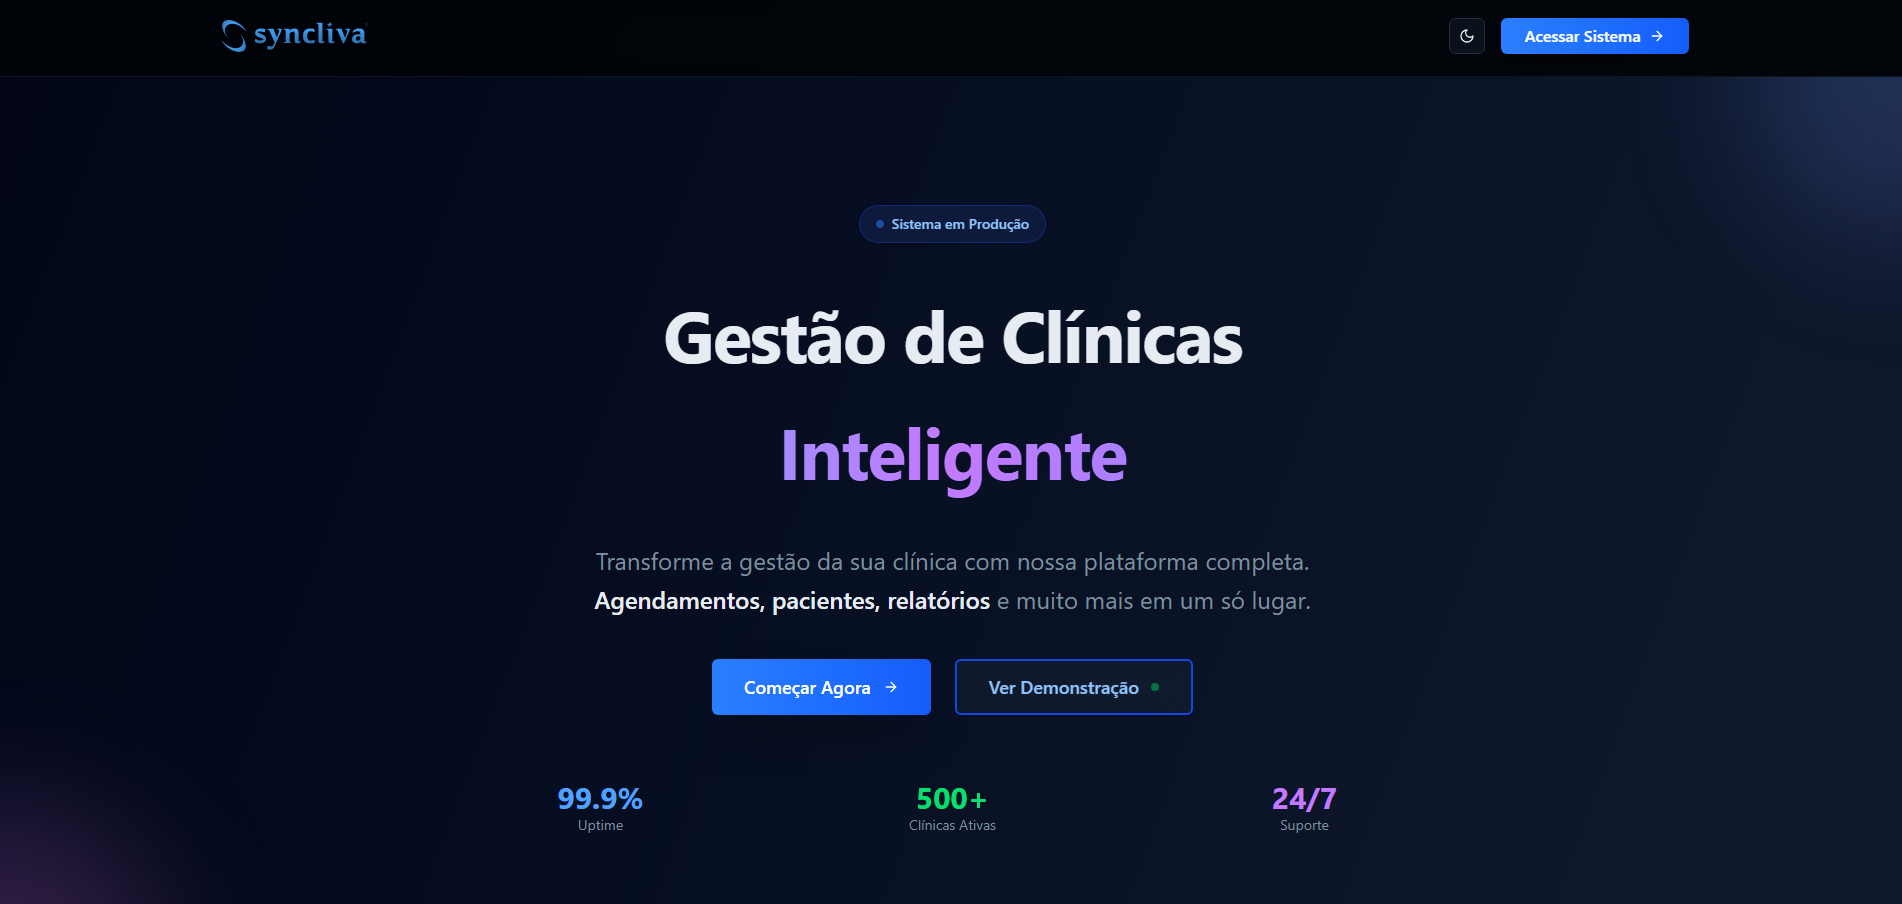 syncliva
Acessar Sistema
Sistema em Produção
Gestão de Clínicas
Inteligente
Transforme a gestão da sua clínica com nossa plataforma completa.
Agendamentos, pacientes, relatórios e muito mais em um só lugar.
Começar Agora
Ver Demonstração
99.9%
500+
24/7
Uptime
Clínicas Ativas
Suporte